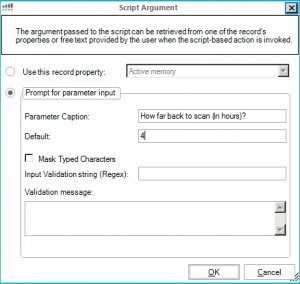 Script Argument
The argument passed to the script can be retrieved from one of the record's
properties or free text provided by the user when the script-based action is invoked.
Use this record property:
Active memory
Prompt for parameter input
Parameter Caption:
How far back to scan (in hours)?
Default:
4
Mask Typed Characters
Input Validation string (Regex):
Validation message:
OK
Cancel